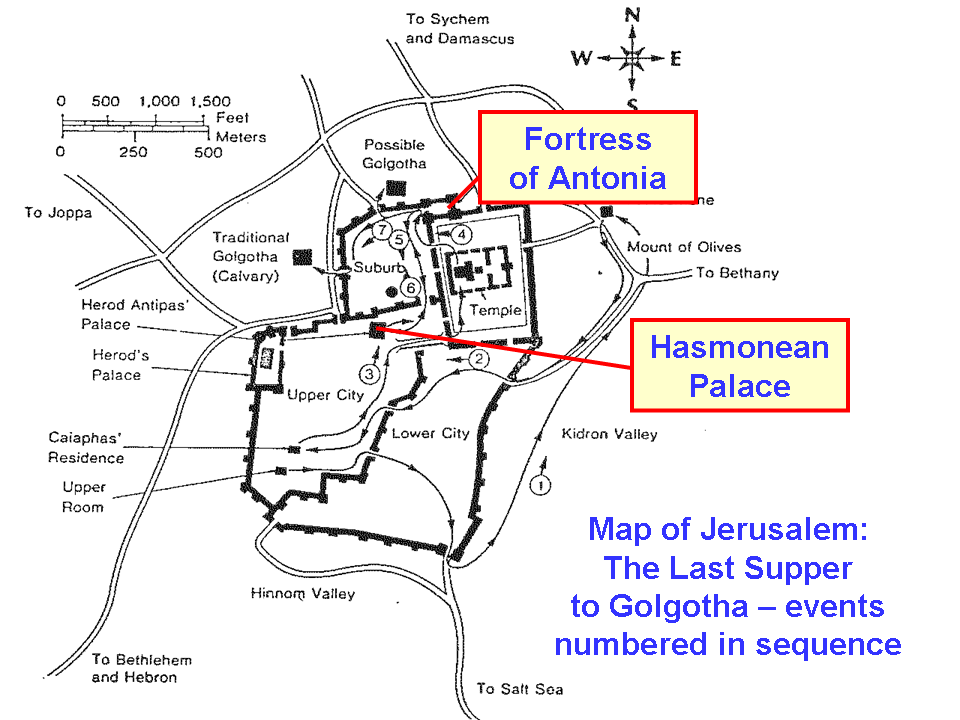 To Sychem
and Damascus
N
W
E
S
0 500 1,000 1,500
Feet
Meters
0 250 500
Fortress
of Antonia
Possible
Golgotha
To Joppa
ne
Mount of Olives
Traditional
Golgotha
(Calvary)
7
5
4
Suburb
To Bethany
6
Temple
Herod Antipas'
Palace
Herod's
Palace
Hasmonean
Palace
2
3
Upper City
Lower City
Kidron Valley
Caiaphas'
Residence
1
Upper
Room
Map of Jerusalem:
The Last Supper
to Golgotha – events
numbered in sequence
Hinnom Valley
To Bethlehem
and Hebron
To Salt Sea